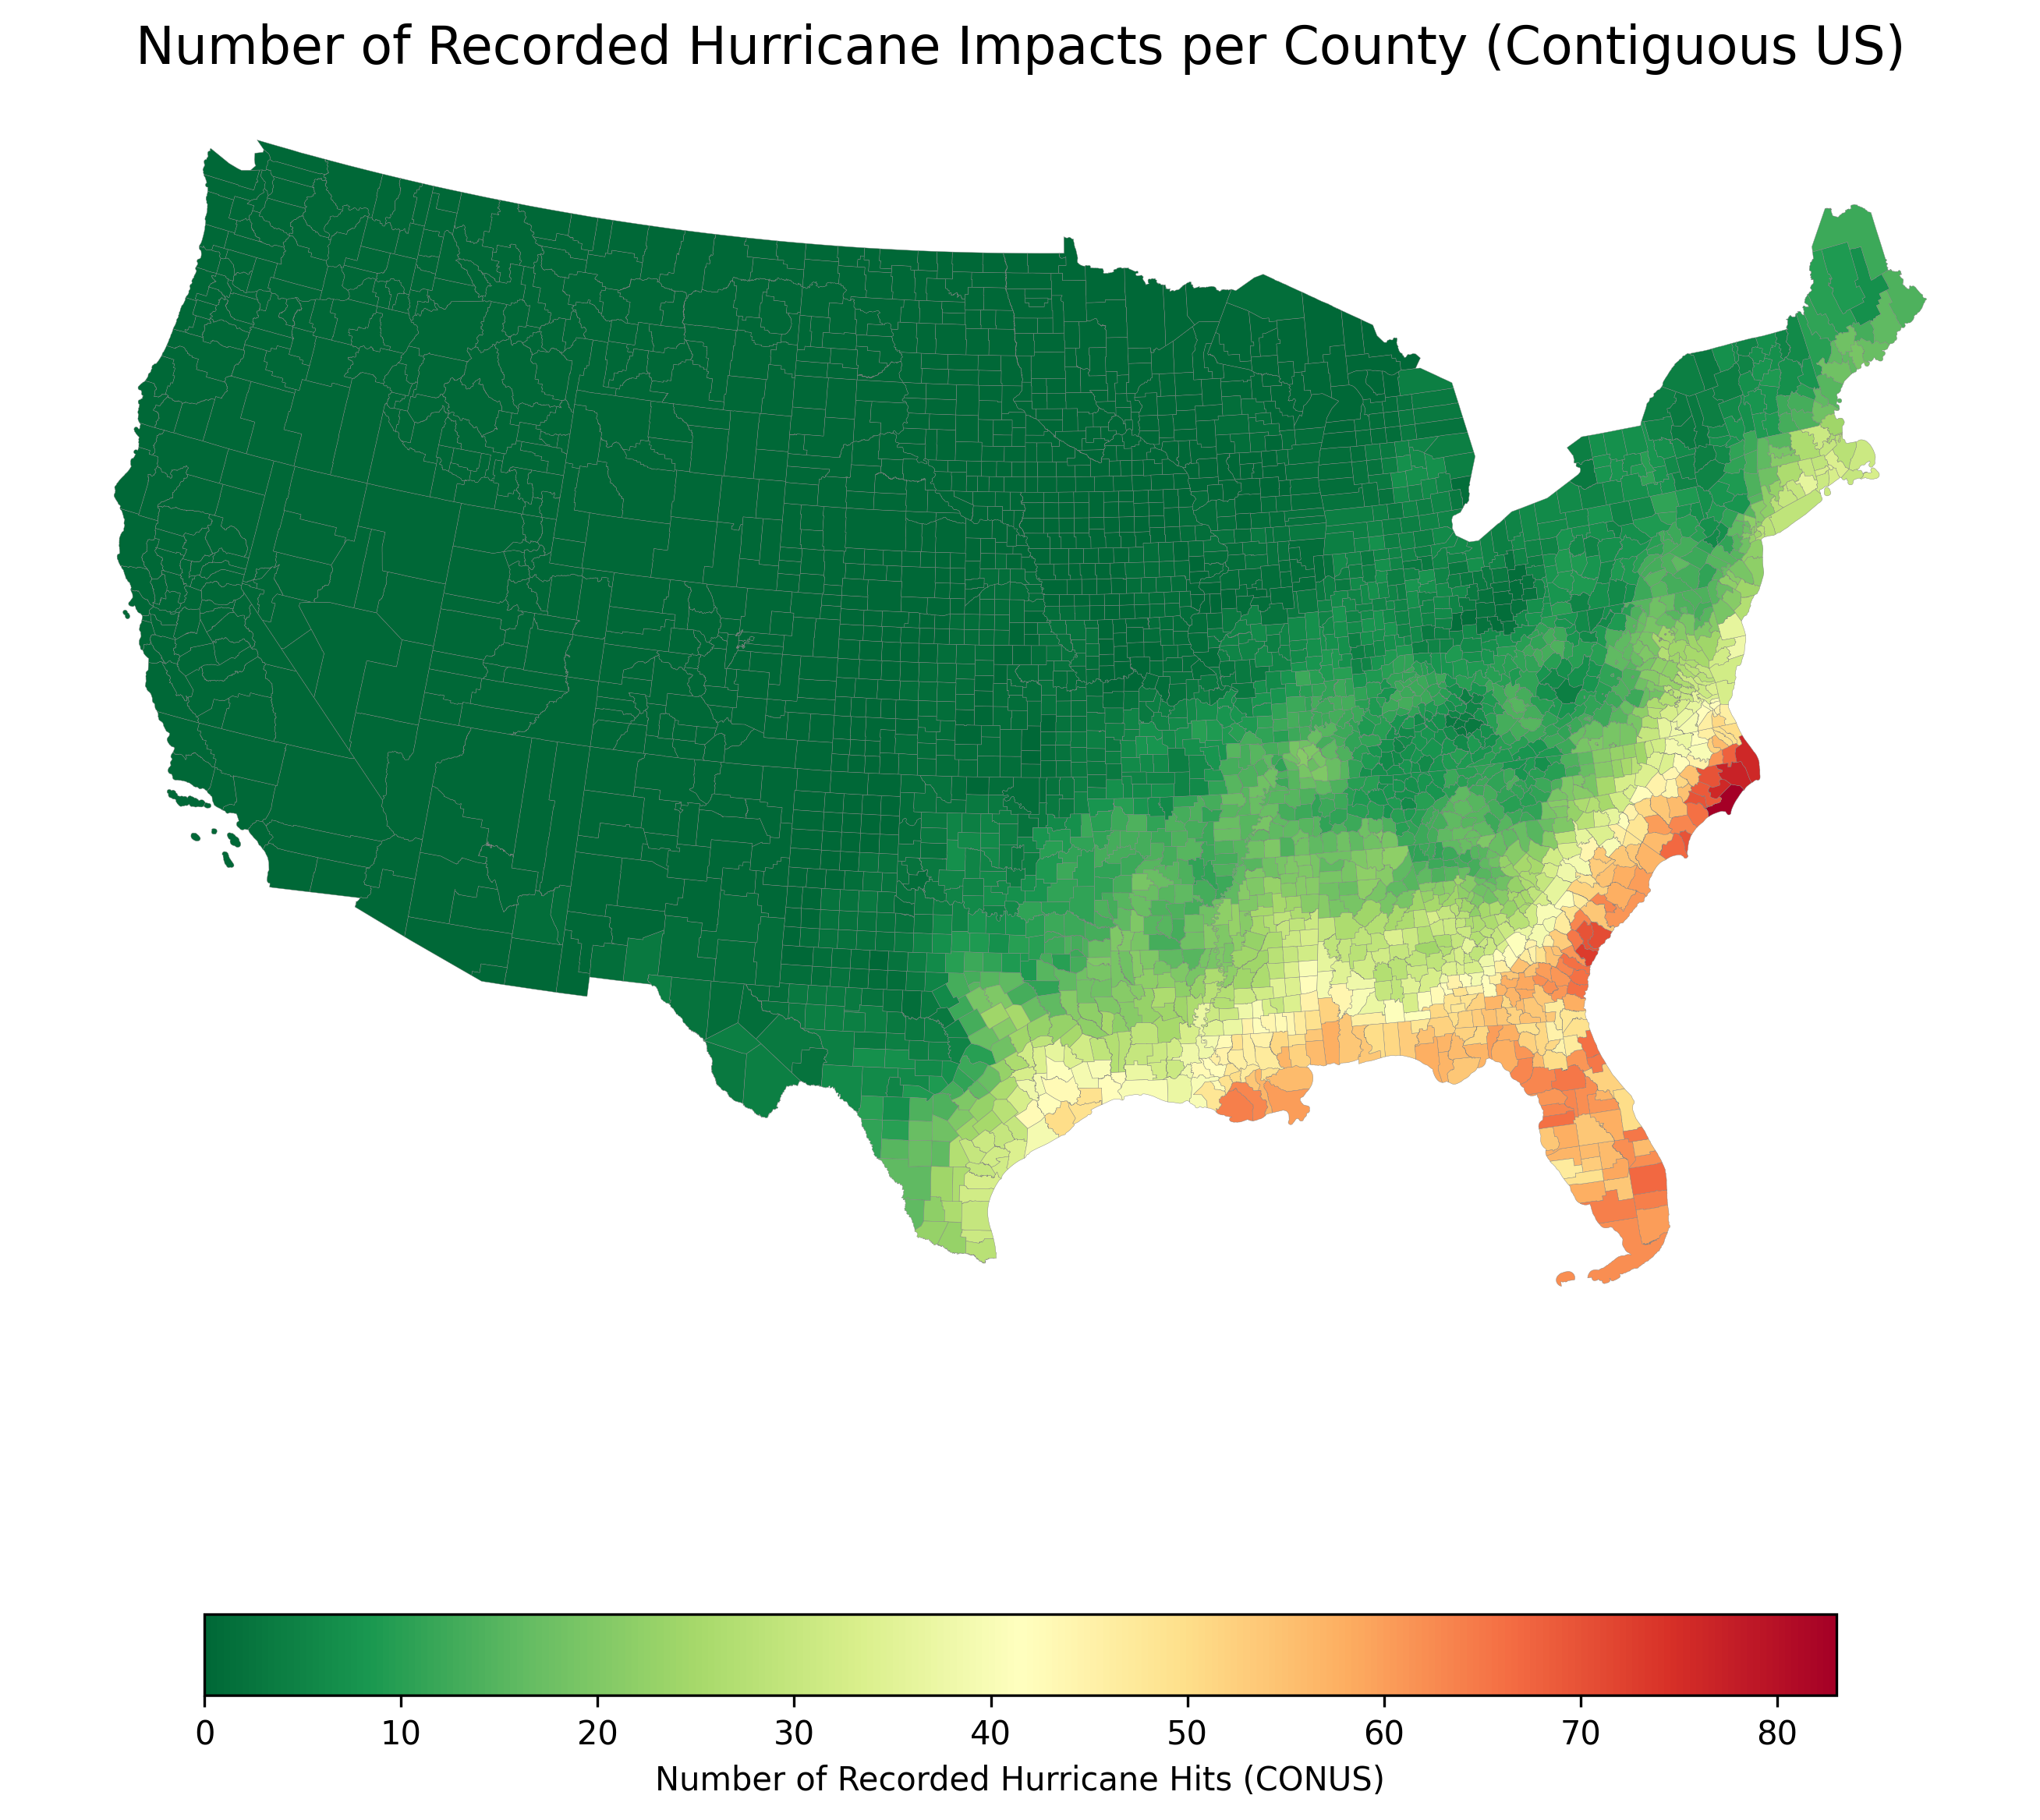 Number of Recorded Hurricane Impacts per County (Contiguous US)
0 10 20 30 40 50 60 70 80
Number of Recorded Hurricane Hits (CONUS)